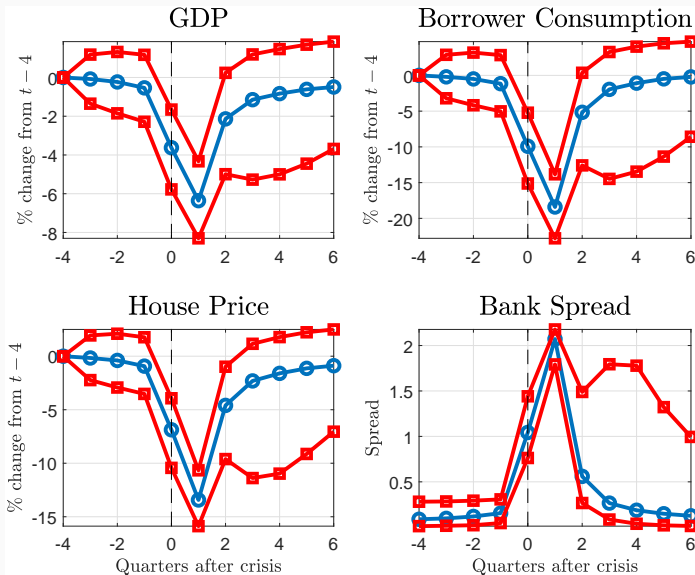 GDP
Borrower Consumption
% change from t − 4
0
-2
-4
-6
-8
-4 -2 0 2 4 6
% change from t − 4
0
-5
-10
-15
-20
-4 -2 0 2 4 6
House Price
Bank Spread
% change from t − 4
0
-5
-10
-15
-4 -2 0 2 4 6
Quarters after crisis
Spread
2
1.5
1
0.5
-4 -2 0 2 4 6
Quarters after crisis